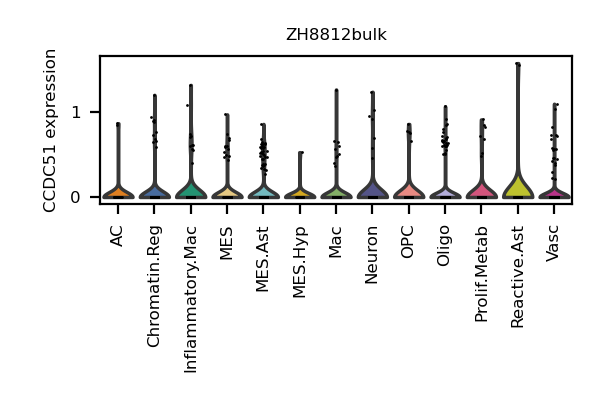 ZH8812bulk
CCDC51 expression
1
0
AC
Chromatin.Reg
Inflammatory.Mac
MES
MES.Ast
MES.Hyp
Mac
Neuron
OPC
Oligo
Prolif.Metab
Reactive.Ast
Vasc